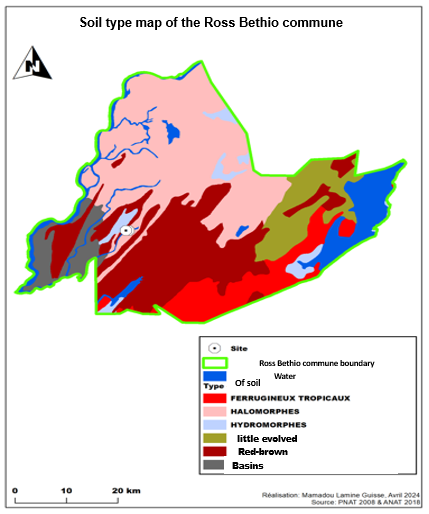 Soil type map of the Ross Bethio commune
N
Site
Ross Bethio commune boundary
Water
Type Of soil
FERRUGINEUX TROPICAUX
HALOMORPHES
HYDROMORPHES
little evolved
Red-brown
Basins
0 10 20 km
Réalisation: Mamadou Lamine Guisse, Avril 2024
Source: PNAT 2008 & ANAT 2018